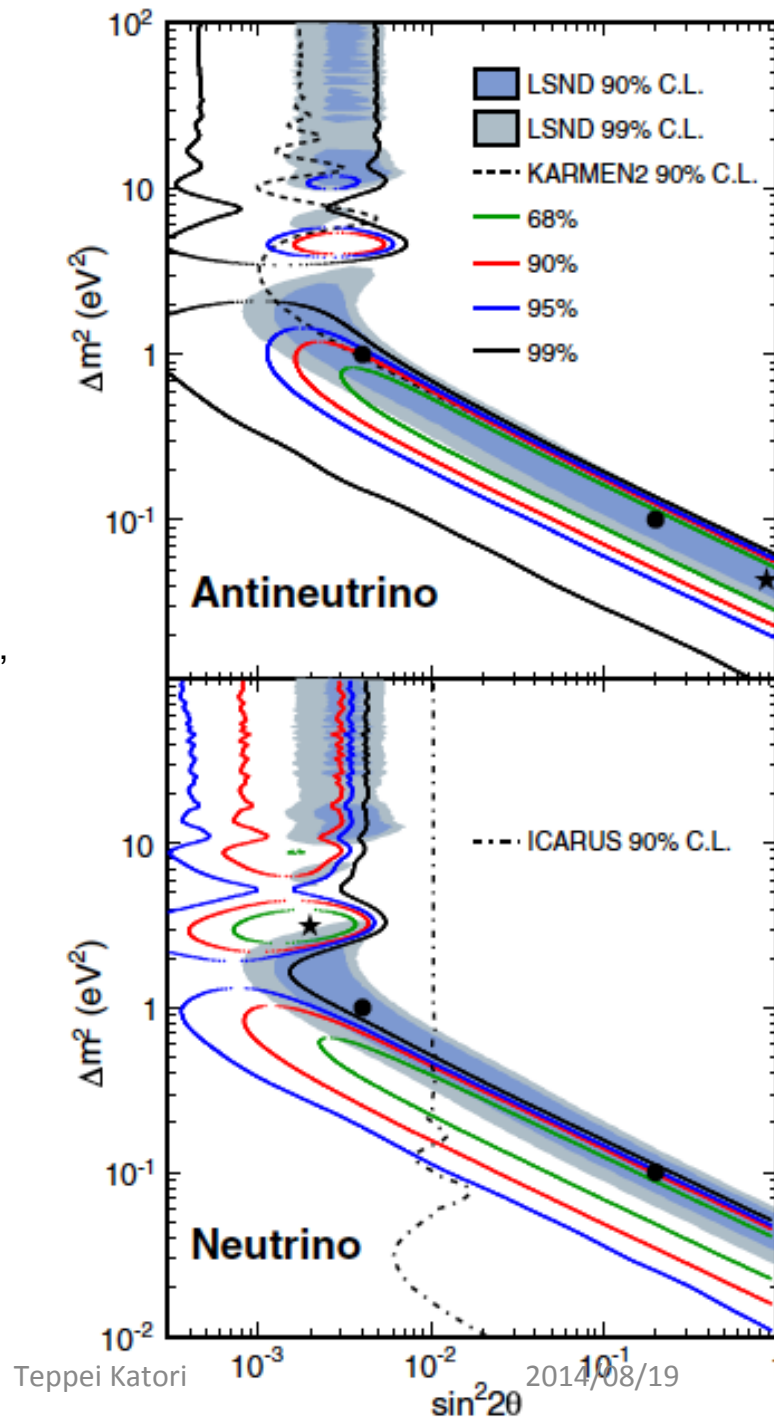 10²
LSND 90% C.L.
LSND 99% C.L.
KARMEN2 90% C.L.
68%
90%
95%
99%
10
1
10⁻¹
Δm² (eV²)
Antineutrino
,
10
1
10⁻¹
10⁻²
Δm² (eV²)
ICARUS 90% C.L.
Neutrino
10⁻³ 10⁻² 10⁻¹
sin²2θ
Teppei Katori 2014/08/19